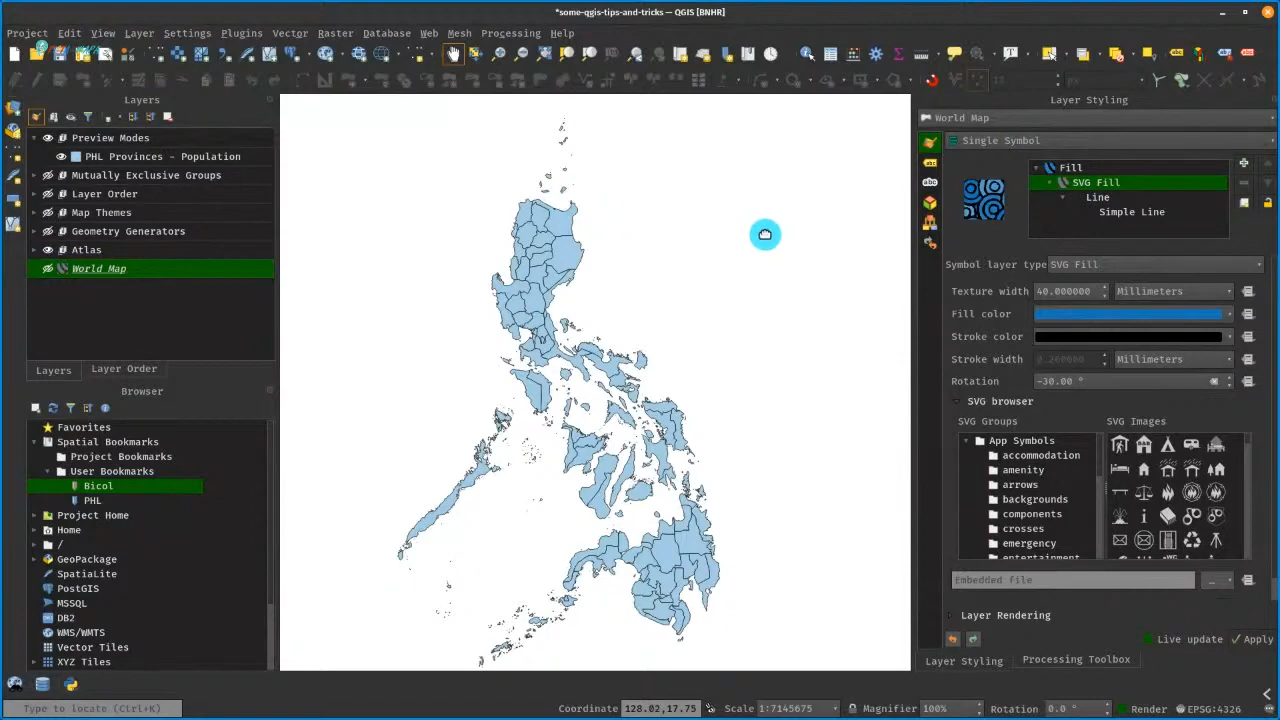 *some-qgis-tips-and-tricks — QGIS [BNHR]
Project Edit View Layer Settings Plugins Vector Raster Database Web Mesh Processing Help
Layers
Preview Modes
PHL Provinces - Population
Mutually Exclusive Groups
Layer Order
Map Themes
Geometry Generators
Atlas
World Map
Layers Layer Order
Browser
Favorites
Spatial Bookmarks
Project Bookmarks
User Bookmarks
Bicol
PHL
Project Home
Home
/
GeoPackage
SpatiaLite
PostGIS
MSSQL
DB2
WMS/WMTS
Vector Tiles
XYZ Tiles
Layer Styling
World Map
Single Symbol
Fill
SVG Fill
Line
Simple Line
Symbol layer type SVG Fill
Texture width 40.000000 Millimeters
Fill color
Stroke color
Stroke width 0.200000 Millimeters
Rotation -30.00 °
SVG browser
SVG Groups SVG Images
App Symbols
accommodation
amenity
arrows
backgrounds
components
crosses
emergency
entertainment
Embedded file ...
Layer Rendering
Live update Apply
Layer Styling Processing Toolbox
Type to locate (Ctrl+K) Coordinate 128.02,17.75 Scale 1:7145675 Magnifier 100% Rotation 0.0 ° Render EPSG:4326